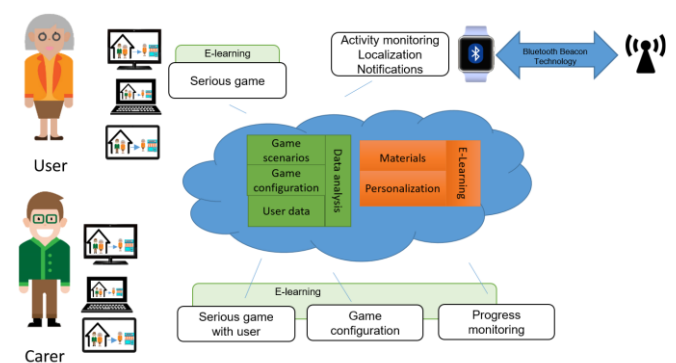 E-learning
Serious game
Activity monitoring
Localization
Notifications
Bluetooth Beacon
Technology
User
Game
scenarios
Game
configuration
User data
Data analysis
Materials
Personalization
E-Learning
Carer
E-learning
Serious game
with user
Game
configuration
Progress
monitoring